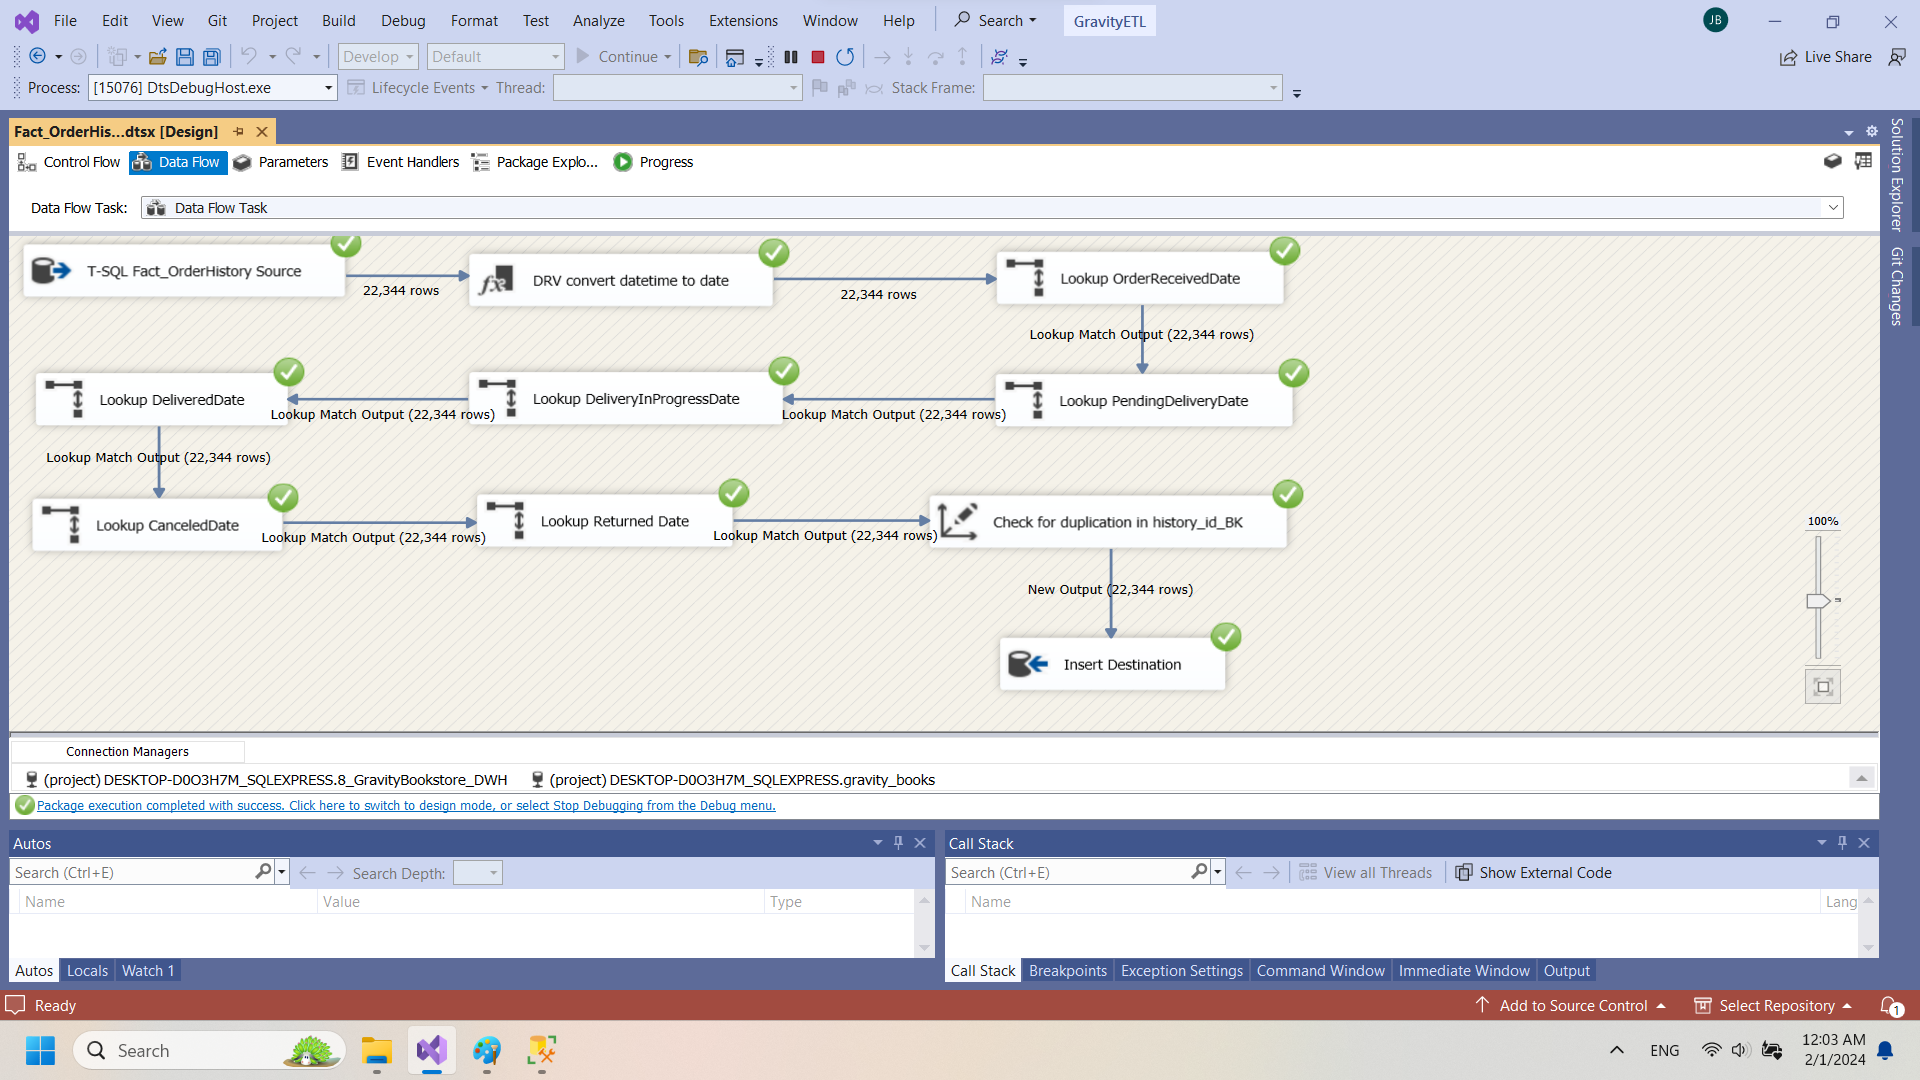 File Edit View Git Project Build Debug Format Test Analyze Tools Extensions Window Help Search GravityETL JB
Develop Default Continue Live Share
Process: [15076] DtsDebugHost.exe Lifecycle Events Thread: Stack Frame:
Fact_OrderHis...dtsx [Design]
Control Flow Data Flow Parameters Event Handlers Package Explo... Progress
Data Flow Task: Data Flow Task
Solution Explorer
Git Changes
T-SQL Fact_OrderHistory Source
22,344 rows
DRV convert datetime to date
22,344 rows
Lookup OrderReceivedDate
Lookup Match Output (22,344 rows)
Lookup PendingDeliveryDate
Lookup Match Output (22,344 rows)
Lookup DeliveryInProgressDate
Lookup Match Output (22,344 rows)
Lookup DeliveredDate
Lookup Match Output (22,344 rows)
Lookup CanceledDate
Lookup Match Output (22,344 rows)
Lookup Returned Date
Lookup Match Output (22,344 rows)
Check for duplication in history_id_BK
New Output (22,344 rows)
Insert Destination
100%
Connection Managers
(project) DESKTOP-D0O3H7M_SQLEXPRESS.8_GravityBookstore_DWH (project) DESKTOP-D0O3H7M_SQLEXPRESS.gravity_books
Package execution completed with success. Click here to switch to design mode, or select Stop Debugging from the Debug menu.
Autos
Search (Ctrl+E) Search Depth:
Name Value Type
Autos Locals Watch 1
Call Stack
Search (Ctrl+E) View all Threads Show External Code
Name Lang
Call Stack Breakpoints Exception Settings Command Window Immediate Window Output
Ready Add to Source Control Select Repository 1
Search ENG 12:03 AM
2/1/2024